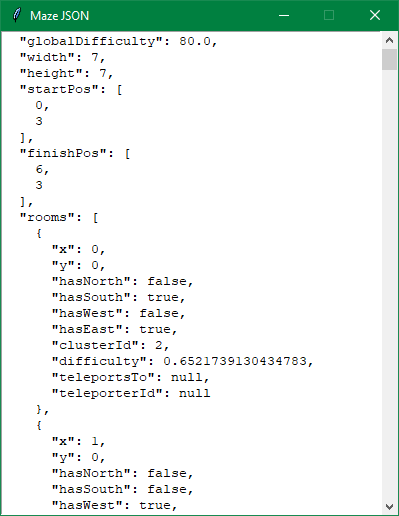 Maze JSON
"globalDifficulty": 80.0,
"width": 7,
"height": 7,
"startPos": [
0,
3
],
"finishPos": [
6,
3
],
"rooms": [
{
"x": 0,
"y": 0,
"hasNorth": false,
"hasSouth": true,
"hasWest": false,
"hasEast": true,
"clusterId": 2,
"difficulty": 0.6521739130434783,
"teleportsTo": null,
"teleporterId": null
},
{
"x": 1,
"y": 0,
"hasNorth": false,
"hasSouth": false,
"hasWest": true,